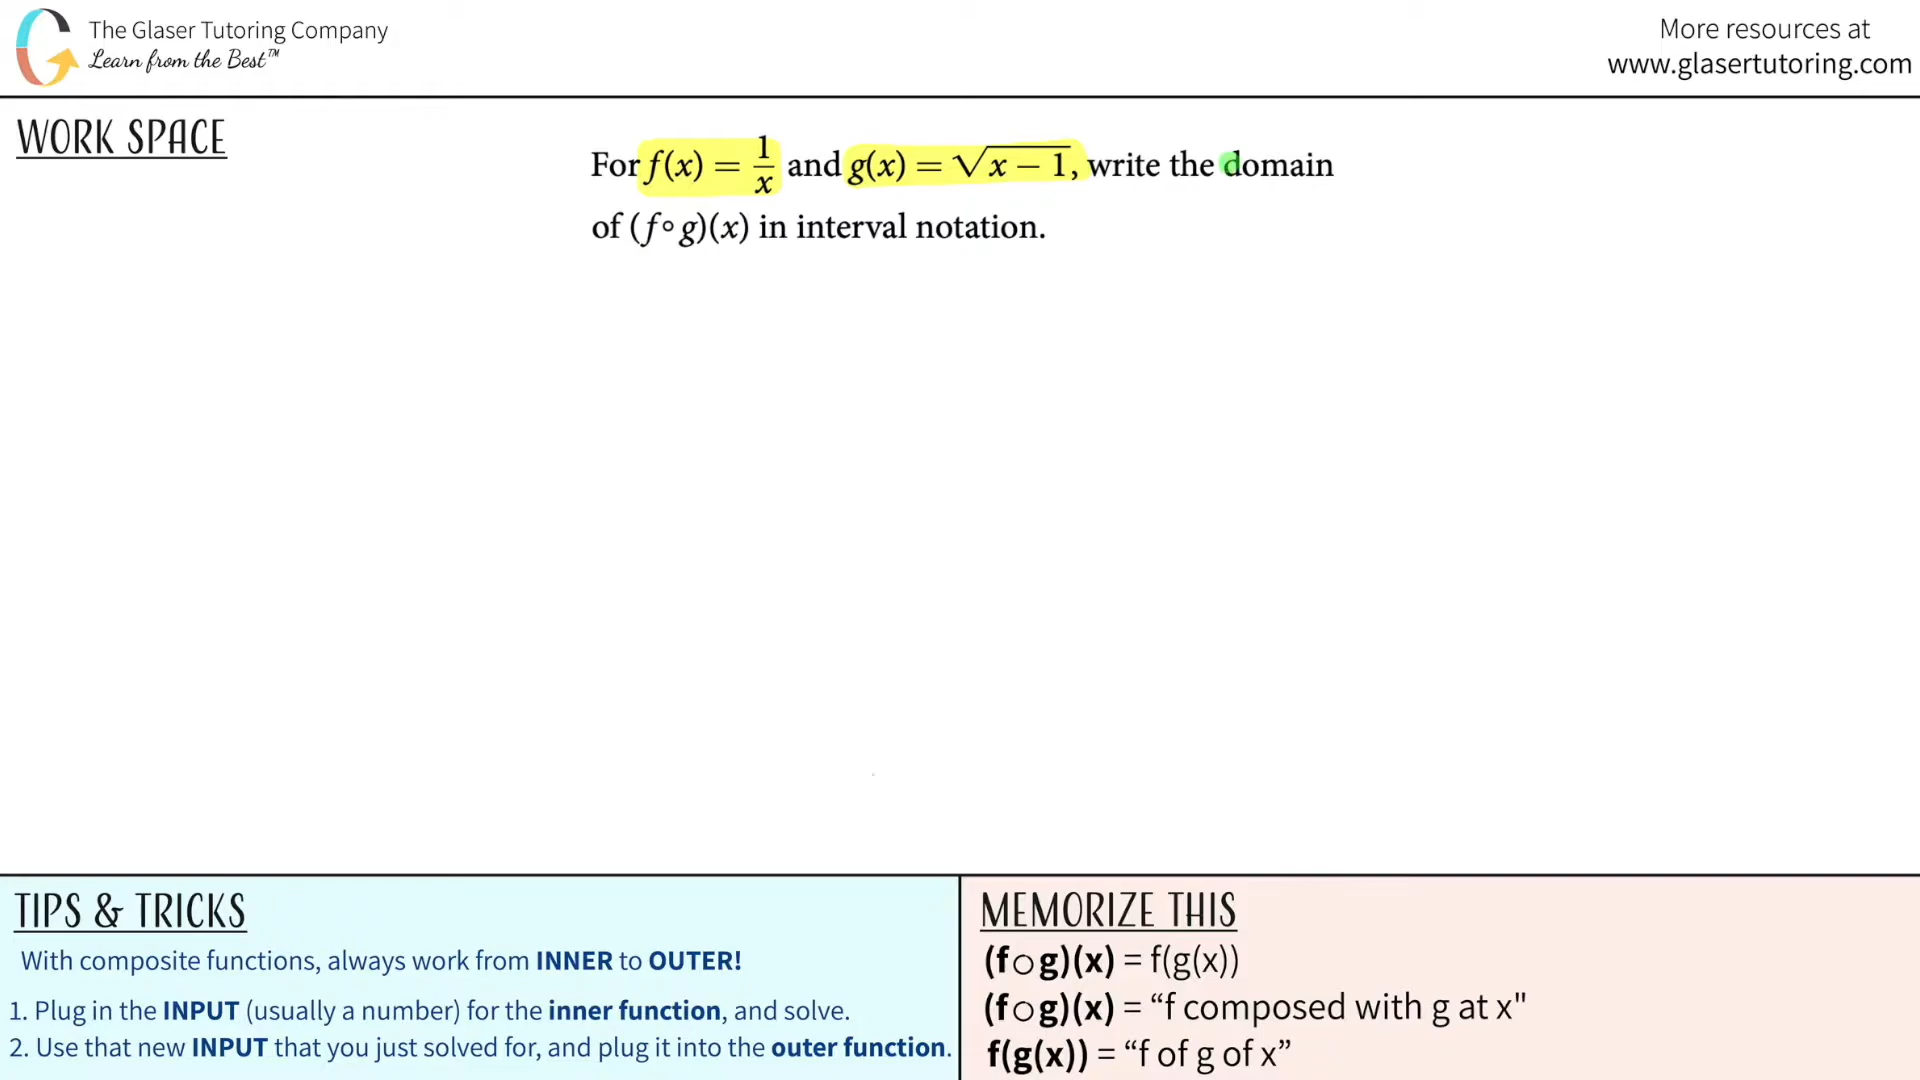 The Glaser Tutoring Company
Learn from the Best™
More resources at
www.glasertutoring.com
WORK SPACE
For f(x) = 1/x and g(x) = √(x − 1), write the domain
of (f∘g)(x) in interval notation.
TIPS & TRICKS
With composite functions, always work from INNER to OUTER!
1. Plug in the INPUT (usually a number) for the inner function, and solve.
2. Use that new INPUT that you just solved for, and plug it into the outer function.
MEMORIZE THIS
(f○g)(x) = f(g(x))
(f○g)(x) = “f composed with g at x"
f(g(x)) = “f of g of x”